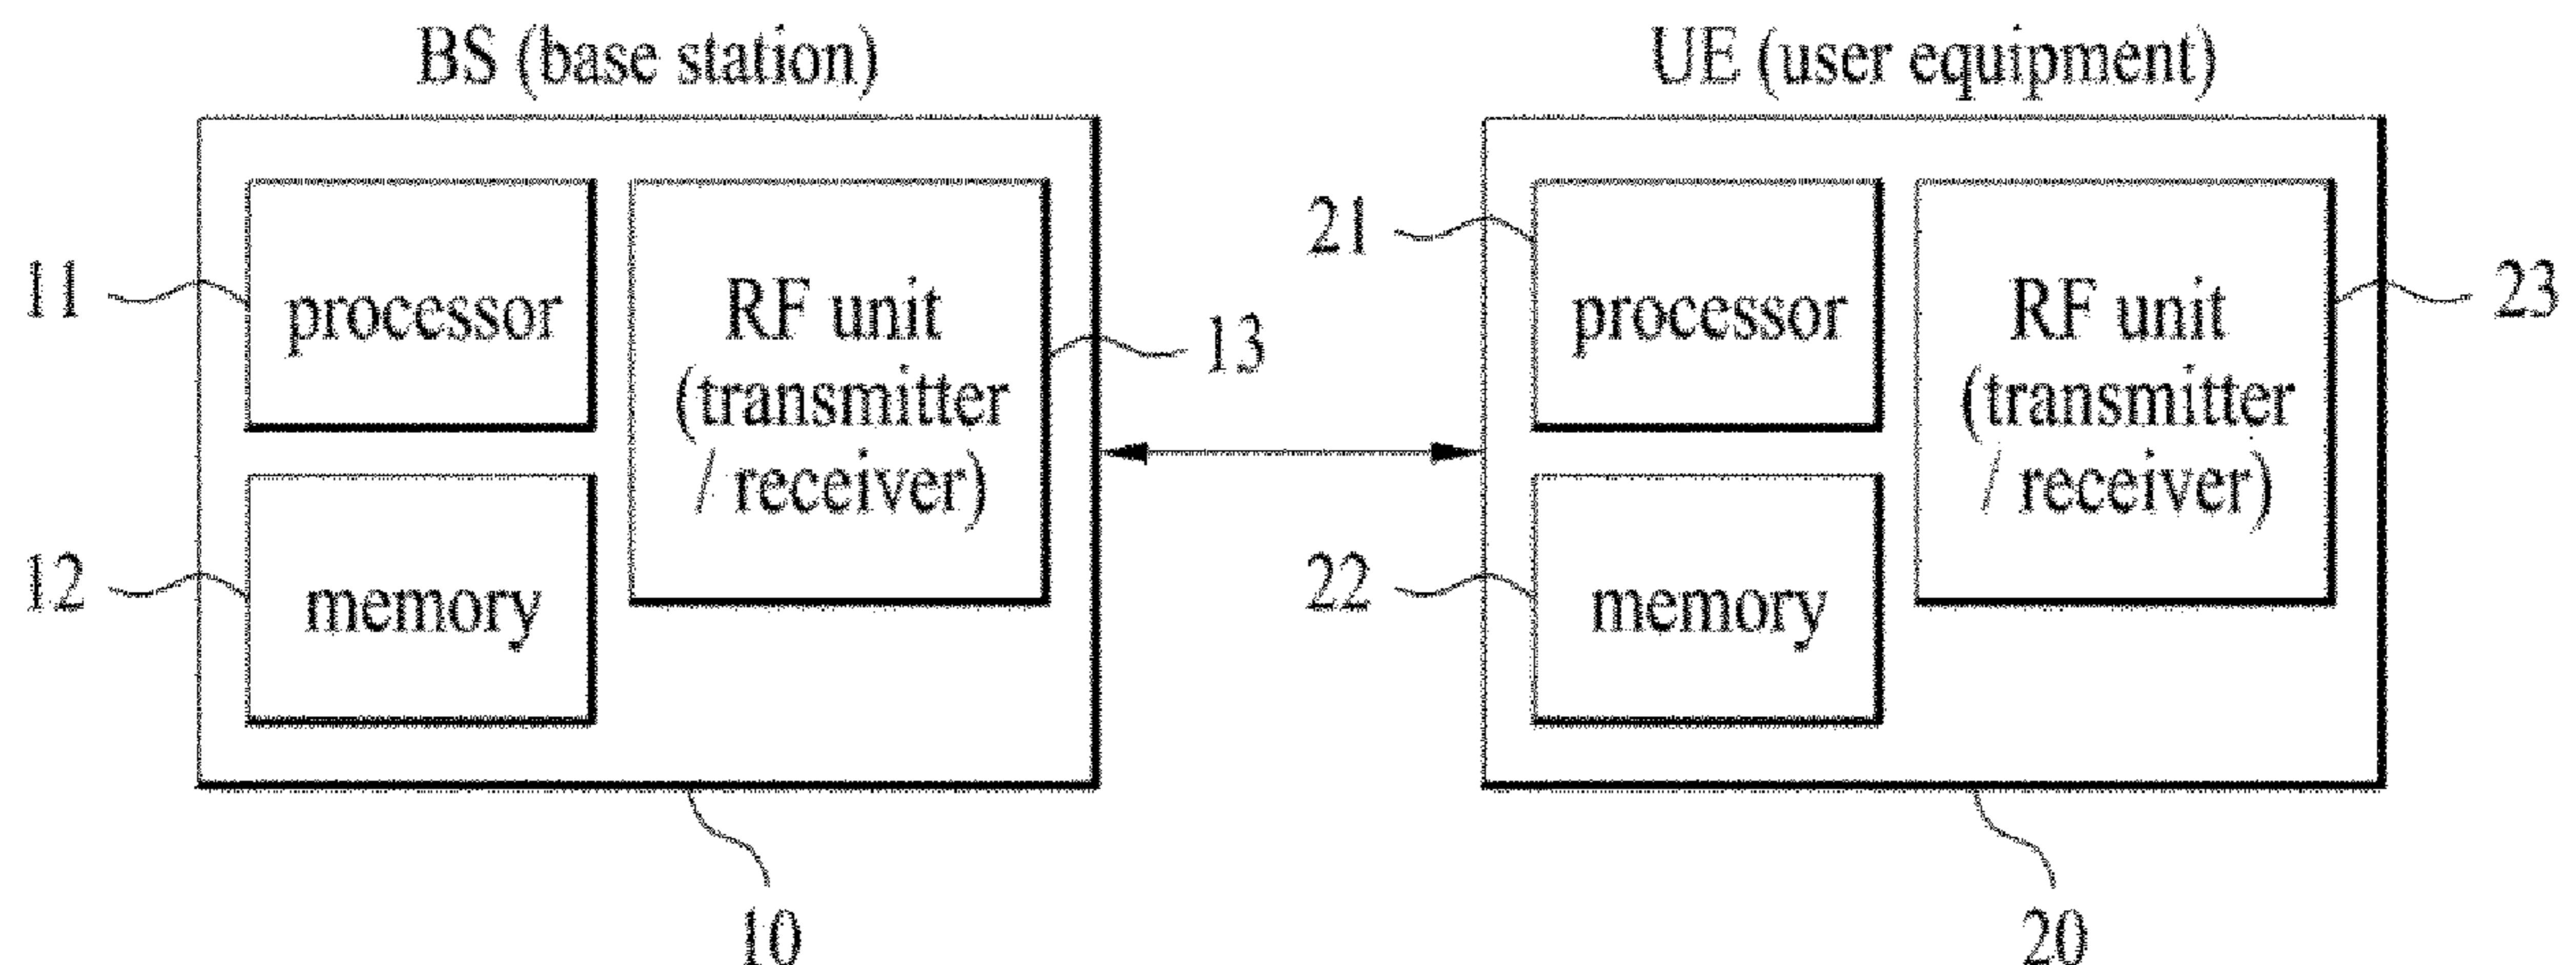 BS (base station)
UE (user equipment)
11
processor
12
memory
RF unit
(transmitter
/ receiver)
13
10
21
processor
22
memory
RF unit
(transmitter
/ receiver)
23
20